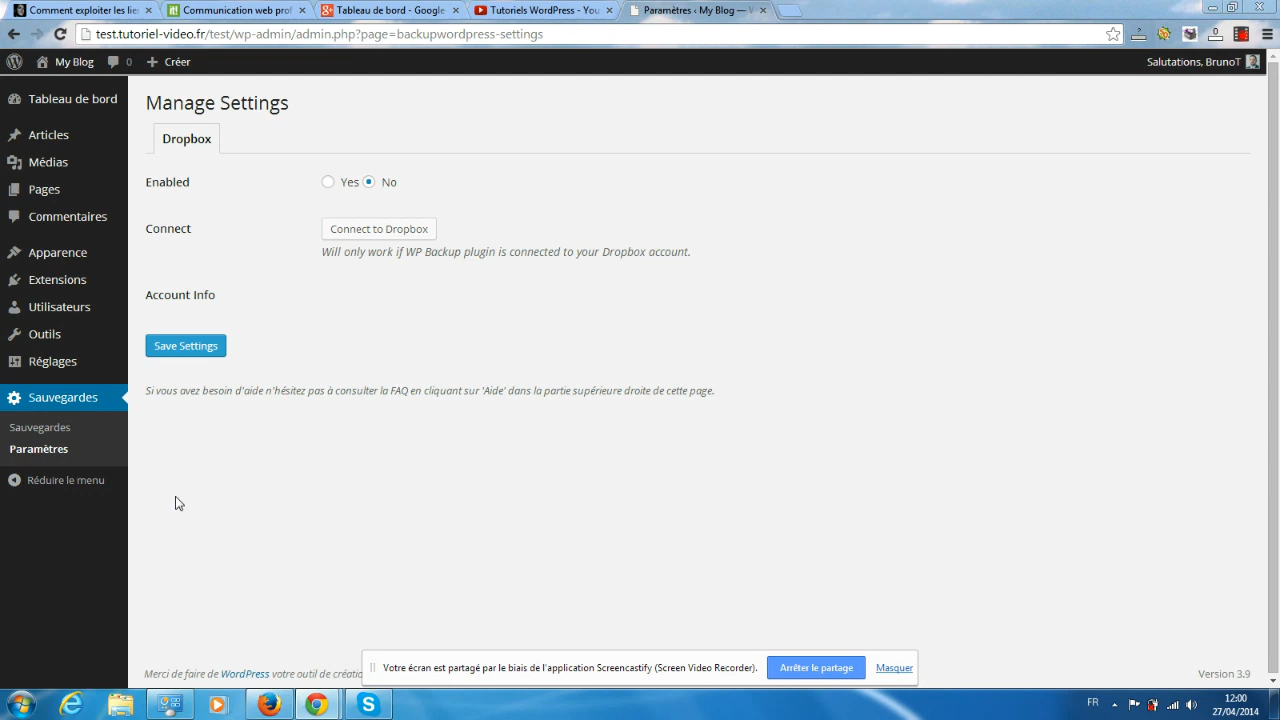 Comment exploiter les lie
Communication web prof
Tableau de bord - Google
Tutoriels WordPress - You
Paramètres ‹ My Blog — W
test.tutoriel-video.fr/test/wp-admin/admin.php?page=backupwordpress-settings
My Blog
0
Créer
Salutations, BrunoT
Tableau de bord
Articles
Médias
Pages
Commentaires
Apparence
Extensions
Utilisateurs
Outils
Réglages
Sauvegardes
Sauvegardes
Paramètres
Réduire le menu
Manage Settings
Dropbox
Enabled
Yes
No
Connect
Connect to Dropbox
Will only work if WP Backup plugin is connected to your Dropbox account.
Account Info
Save Settings
Si vous avez besoin d'aide n'hésitez pas à consulter la FAQ en cliquant sur 'Aide' dans la partie supérieure droite de cette page.
Merci de faire de WordPress votre outil de créatio
Version 3.9
Votre écran est partagé par le biais de l'application Screencastify (Screen Video Recorder).
Arrêter le partage
Masquer
FR
12:00
27/04/2014